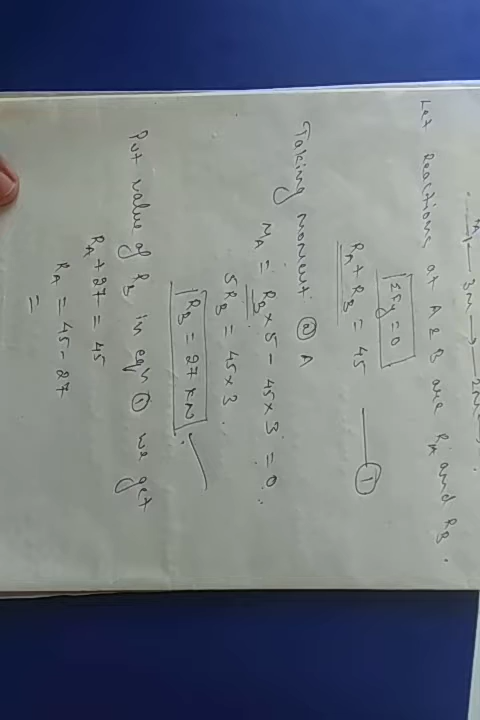 3m 2m
Let Reactions at A & B are RA and RB.
ΣFy = 0
RA + RB = 45 — ①
Taking moment @ A
MA = RB × 5 - 45 × 3 = 0.
5RB = 45 × 3.
RB = 27 kN.
Put value of RB in eqn ① we get
RA + 27 = 45
RA = 45 - 27
=